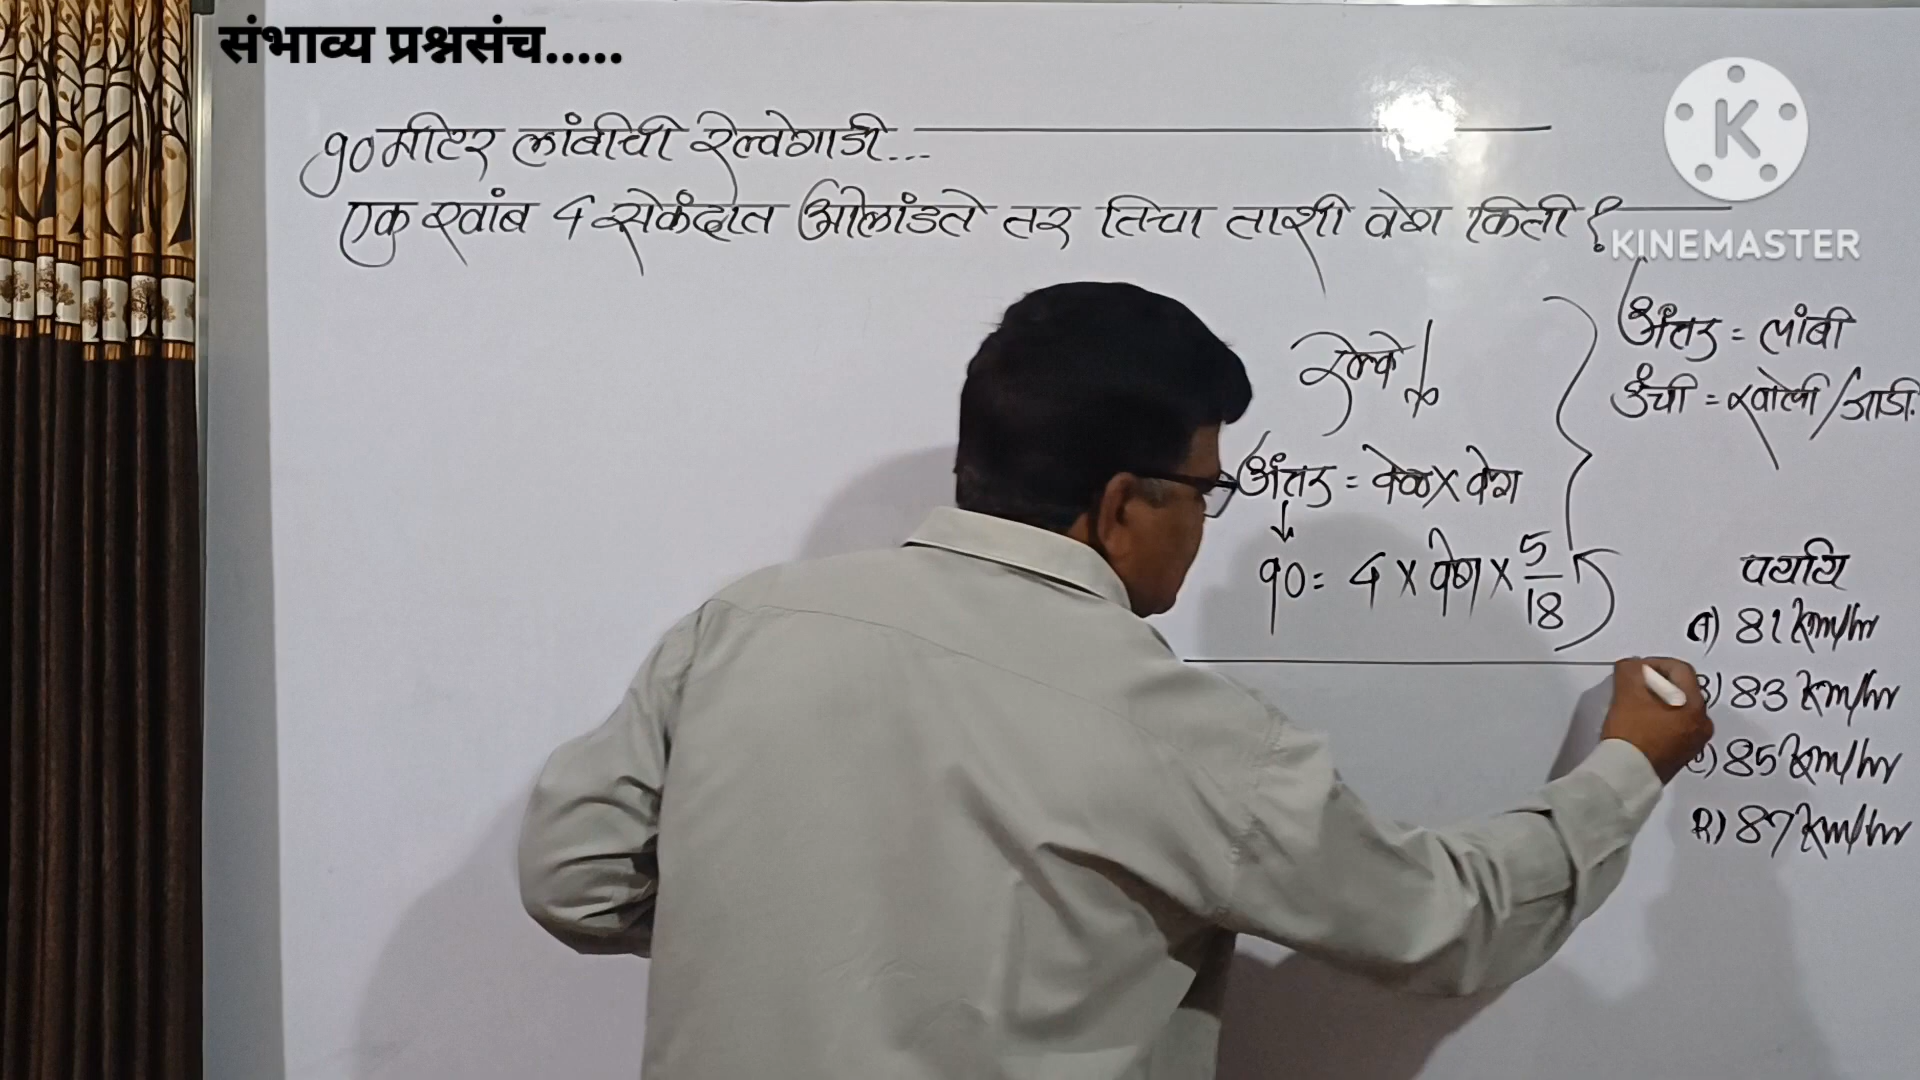 संभाव्य प्रश्नसंच.....
90 मीटर लांबीची रेल्वेगाडी...
एक खांब 4 सेकंदात ओलांडते तर तिचा ताशी वेग किती?
K
KINEMASTER
अंतर = लांबी
उंची = खोली/जाडी.
रेल्वे
अंतर = वेळ x वेग
↓
90 = 4 x वेग x 5/18
पर्याय
A) 81 km/hr
B) 83 km/hr
C) 85 km/hr
D) 87 km/hr